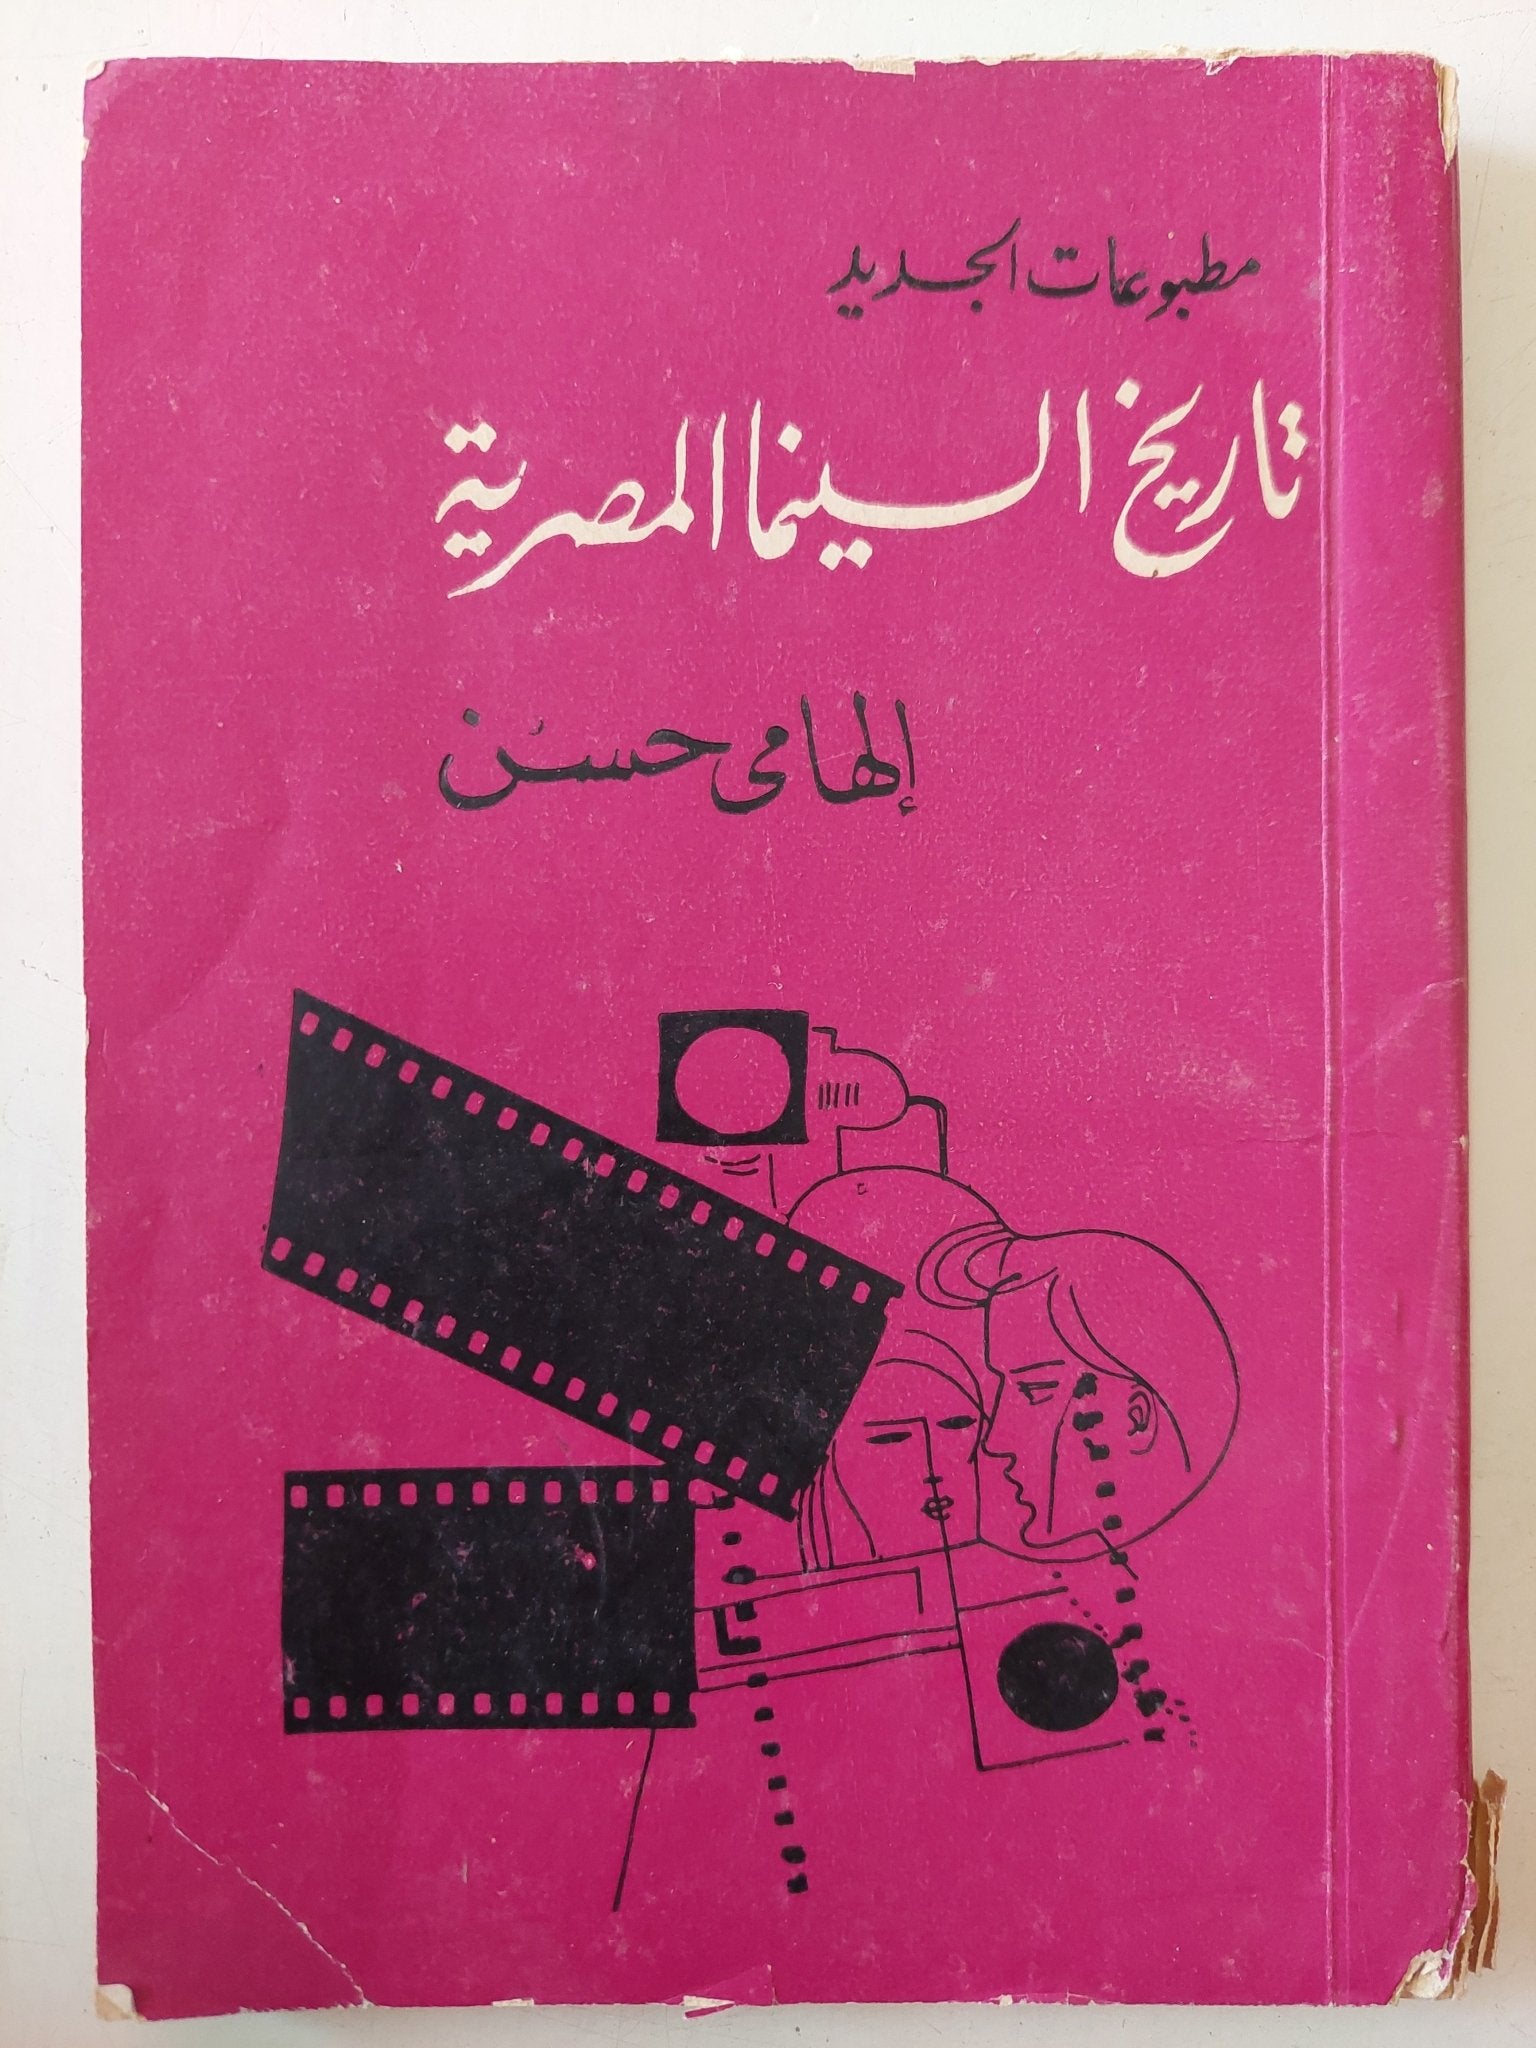 مطبوعات الجديد
تاريخ السينما المصرية
إلهامى حسن